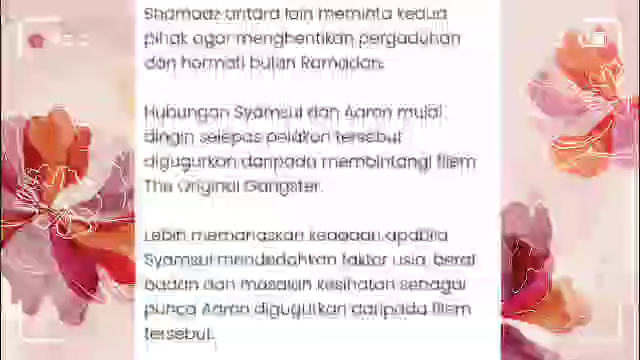 Shamaaz antara lain meminta kedua
pihak agar menghentikan pergaduhan
dan hormati bulan Ramadan.
Hubungan Syamsul dan Aaron mulai
dingin selepas pelakon tersebut
digugurkan daripada membintangi filem
The Original Gangster.
Lebih memanaskan keadaan apabila
Syamsul mendedahkan faktor usia, berat
badan dan masalah kesihatan sebagai
punca Aaron digugurkan daripada filem
tersebut.